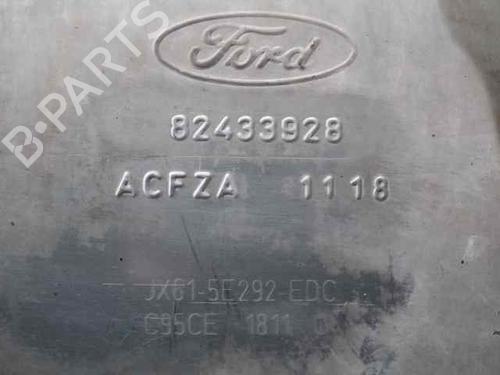 B-PARTS
Ford
82433928
ACFZA 1118
JX61-5E292-EDC
C95CE 1811